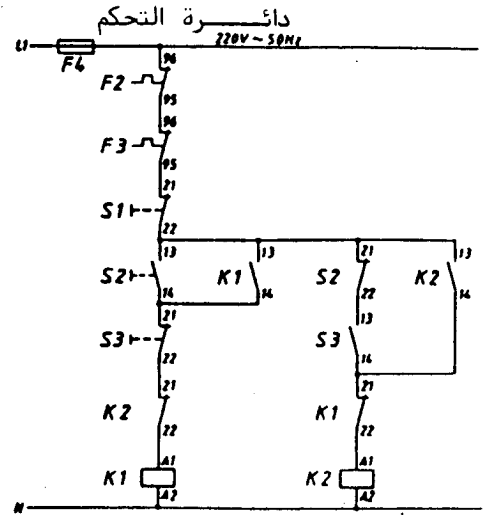 دائـــــرة التحكم
L1
220V ~ 50Hz
F4
96
F2
95
96
F3
95
21
S1
22
13 13 21 13
S2 K1 S2 K2
14 14 22 14
21 13
S3 S3
22 14
21 21
K2 K1
22 22
A1 A1
K1 K2
A2 A2
N